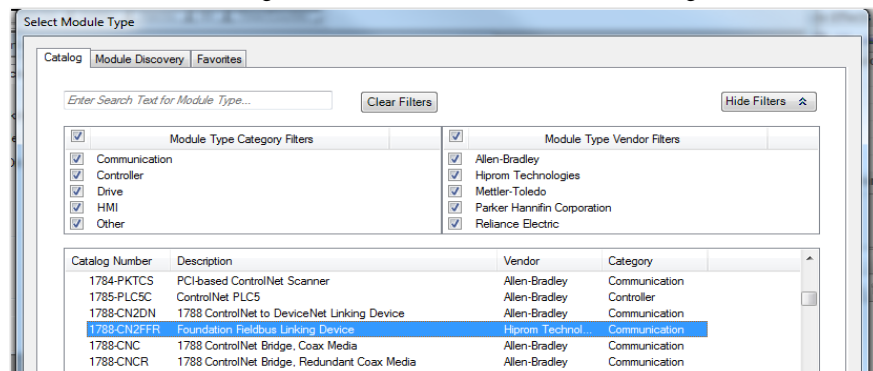 Select Module Type
Catalog Module Discovery Favorites
Enter Search Text for Module Type... Clear Filters Hide Filters
Module Type Category Filters Module Type Vendor Filters
Communication Allen-Bradley
Controller Hiprom Technologies
Drive Mettler-Toledo
HMI Parker Hannifin Corporation
Other Reliance Electric
Catalog Number Description Vendor Category
1784-PKTCS PCI-based ControlNet Scanner Allen-Bradley Communication
1785-PLC5C ControlNet PLC5 Allen-Bradley Controller
1788-CN2DN 1788 ControlNet to DeviceNet Linking Device Allen-Bradley Communication
1788-CN2FFR Foundation Fieldbus Linking Device Hiprom Technol... Communication
1788-CNC 1788 ControlNet Bridge, Coax Media Allen-Bradley Communication
1788-CNCR 1788 ControlNet Bridge, Redundant Coax Media Allen-Bradley Communication